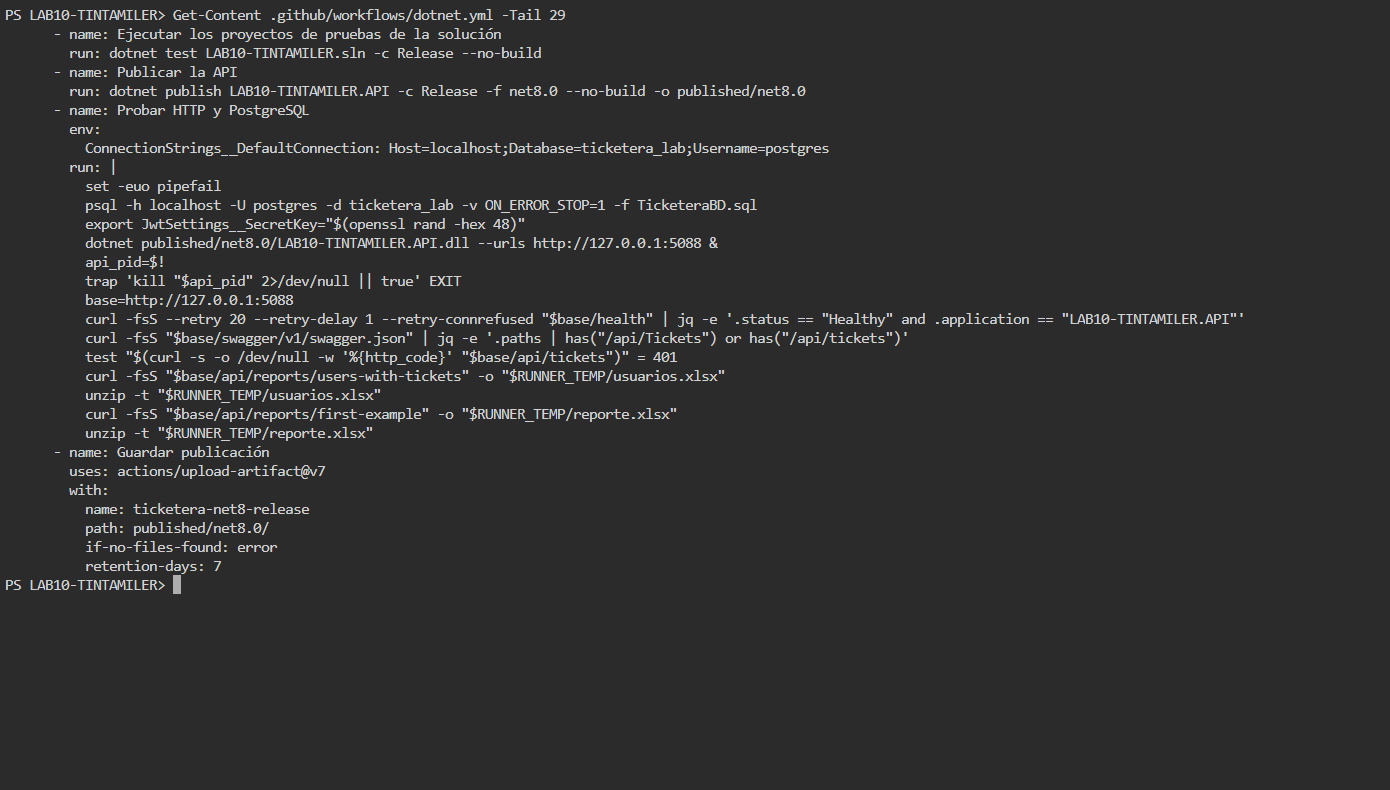 PS LAB10-TINTAMILER> Get-Content .github/workflows/dotnet.yml -Tail 29
      - name: Ejecutar los proyectos de pruebas de la solución
        run: dotnet test LAB10-TINTAMILER.sln -c Release --no-build
      - name: Publicar la API
        run: dotnet publish LAB10-TINTAMILER.API -c Release -f net8.0 --no-build -o published/net8.0
      - name: Probar HTTP y PostgreSQL
        env:
          ConnectionStrings__DefaultConnection: Host=localhost;Database=ticketera_lab;Username=postgres
        run: |
          set -euo pipefail
          psql -h localhost -U postgres -d ticketera_lab -v ON_ERROR_STOP=1 -f TicketeraBD.sql
          export JwtSettings__SecretKey="$(openssl rand -hex 48)"
          dotnet published/net8.0/LAB10-TINTAMILER.API.dll --urls http://127.0.0.1:5088 &
          api_pid=$!
          trap 'kill "$api_pid" 2>/dev/null || true' EXIT
          base=http://127.0.0.1:5088
          curl -fsS --retry 20 --retry-delay 1 --retry-connrefused "$base/health" | jq -e '.status == "Healthy" and .application == "LAB10-TINTAMILER.API"'
          curl -fsS "$base/swagger/v1/swagger.json" | jq -e '.paths | has("/api/Tickets") or has("/api/tickets")'
          test "$(curl -s -o /dev/null -w '%{http_code}' "$base/api/tickets")" = 401
          curl -fsS "$base/api/reports/users-with-tickets" -o "$RUNNER_TEMP/usuarios.xlsx"
          unzip -t "$RUNNER_TEMP/usuarios.xlsx"
          curl -fsS "$base/api/reports/first-example" -o "$RUNNER_TEMP/reporte.xlsx"
          unzip -t "$RUNNER_TEMP/reporte.xlsx"
      - name: Guardar publicación
        uses: actions/upload-artifact@v7
        with:
          name: ticketera-net8-release
          path: published/net8.0/
          if-no-files-found: error
          retention-days: 7
PS LAB10-TINTAMILER>